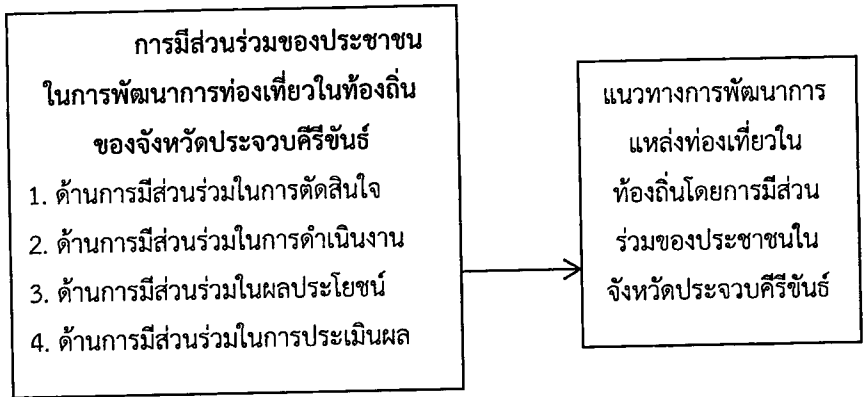 การมีส่วนร่วมของประชาชน
ในการพัฒนาการท่องเที่ยวในท้องถิ่น
ของจังหวัดประจวบคีรีขันธ์
1. ด้านการมีส่วนร่วมในการตัดสินใจ
2. ด้านการมีส่วนร่วมในการดำเนินงาน
3. ด้านการมีส่วนร่วมในผลประโยชน์
4. ด้านการมีส่วนร่วมในการประเมินผล
แนวทางการพัฒนาการ
แหล่งท่องเที่ยวใน
ท้องถิ่นโดยการมีส่วน
ร่วมของประชาชนใน
จังหวัดประจวบคีรีขันธ์